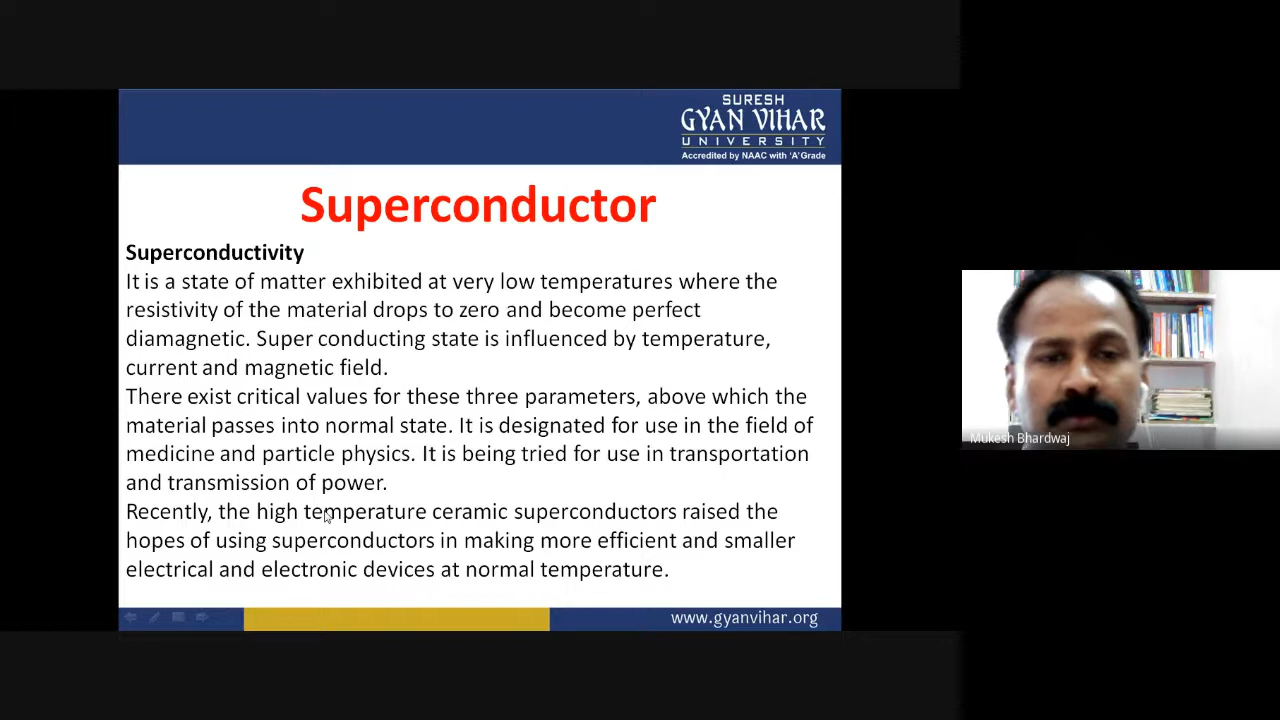 SURESH
GYAN VIHAR
UNIVERSITY
Accredited by NAAC with 'A' Grade
Superconductor
Superconductivity
It is a state of matter exhibited at very low temperatures where the
resistivity of the material drops to zero and become perfect
diamagnetic. Super conducting state is influenced by temperature,
current and magnetic field.
There exist critical values for these three parameters, above which the
material passes into normal state. It is designated for use in the field of
medicine and particle physics. It is being tried for use in transportation
and transmission of power.
Recently, the high temperature ceramic superconductors raised the
hopes of using superconductors in making more efficient and smaller
electrical and electronic devices at normal temperature.
www.gyanvihar.org
Mukesh Bhardwaj